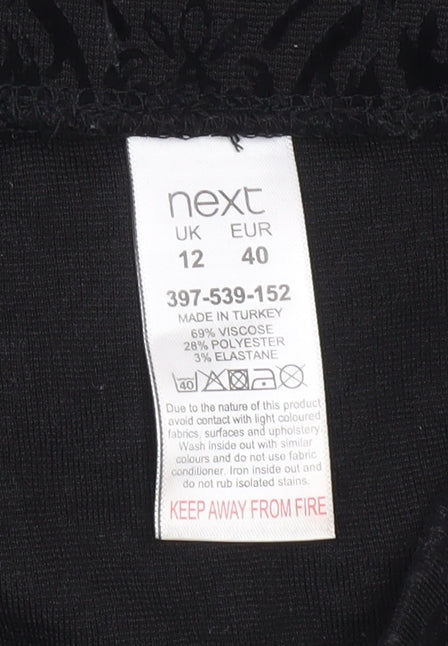 next
UK EUR
12 40
397-539-152
MADE IN TURKEY
69% VISCOSE
28% POLYESTER
3% ELASTANE
40
Due to the nature of this product
avoid contact with light coloured
fabrics, surfaces and upholstery
Wash inside out with similar
colours and do not use fabric
conditioner. Iron inside out and
do not rub isolated stains.
KEEP AWAY FROM FIRE